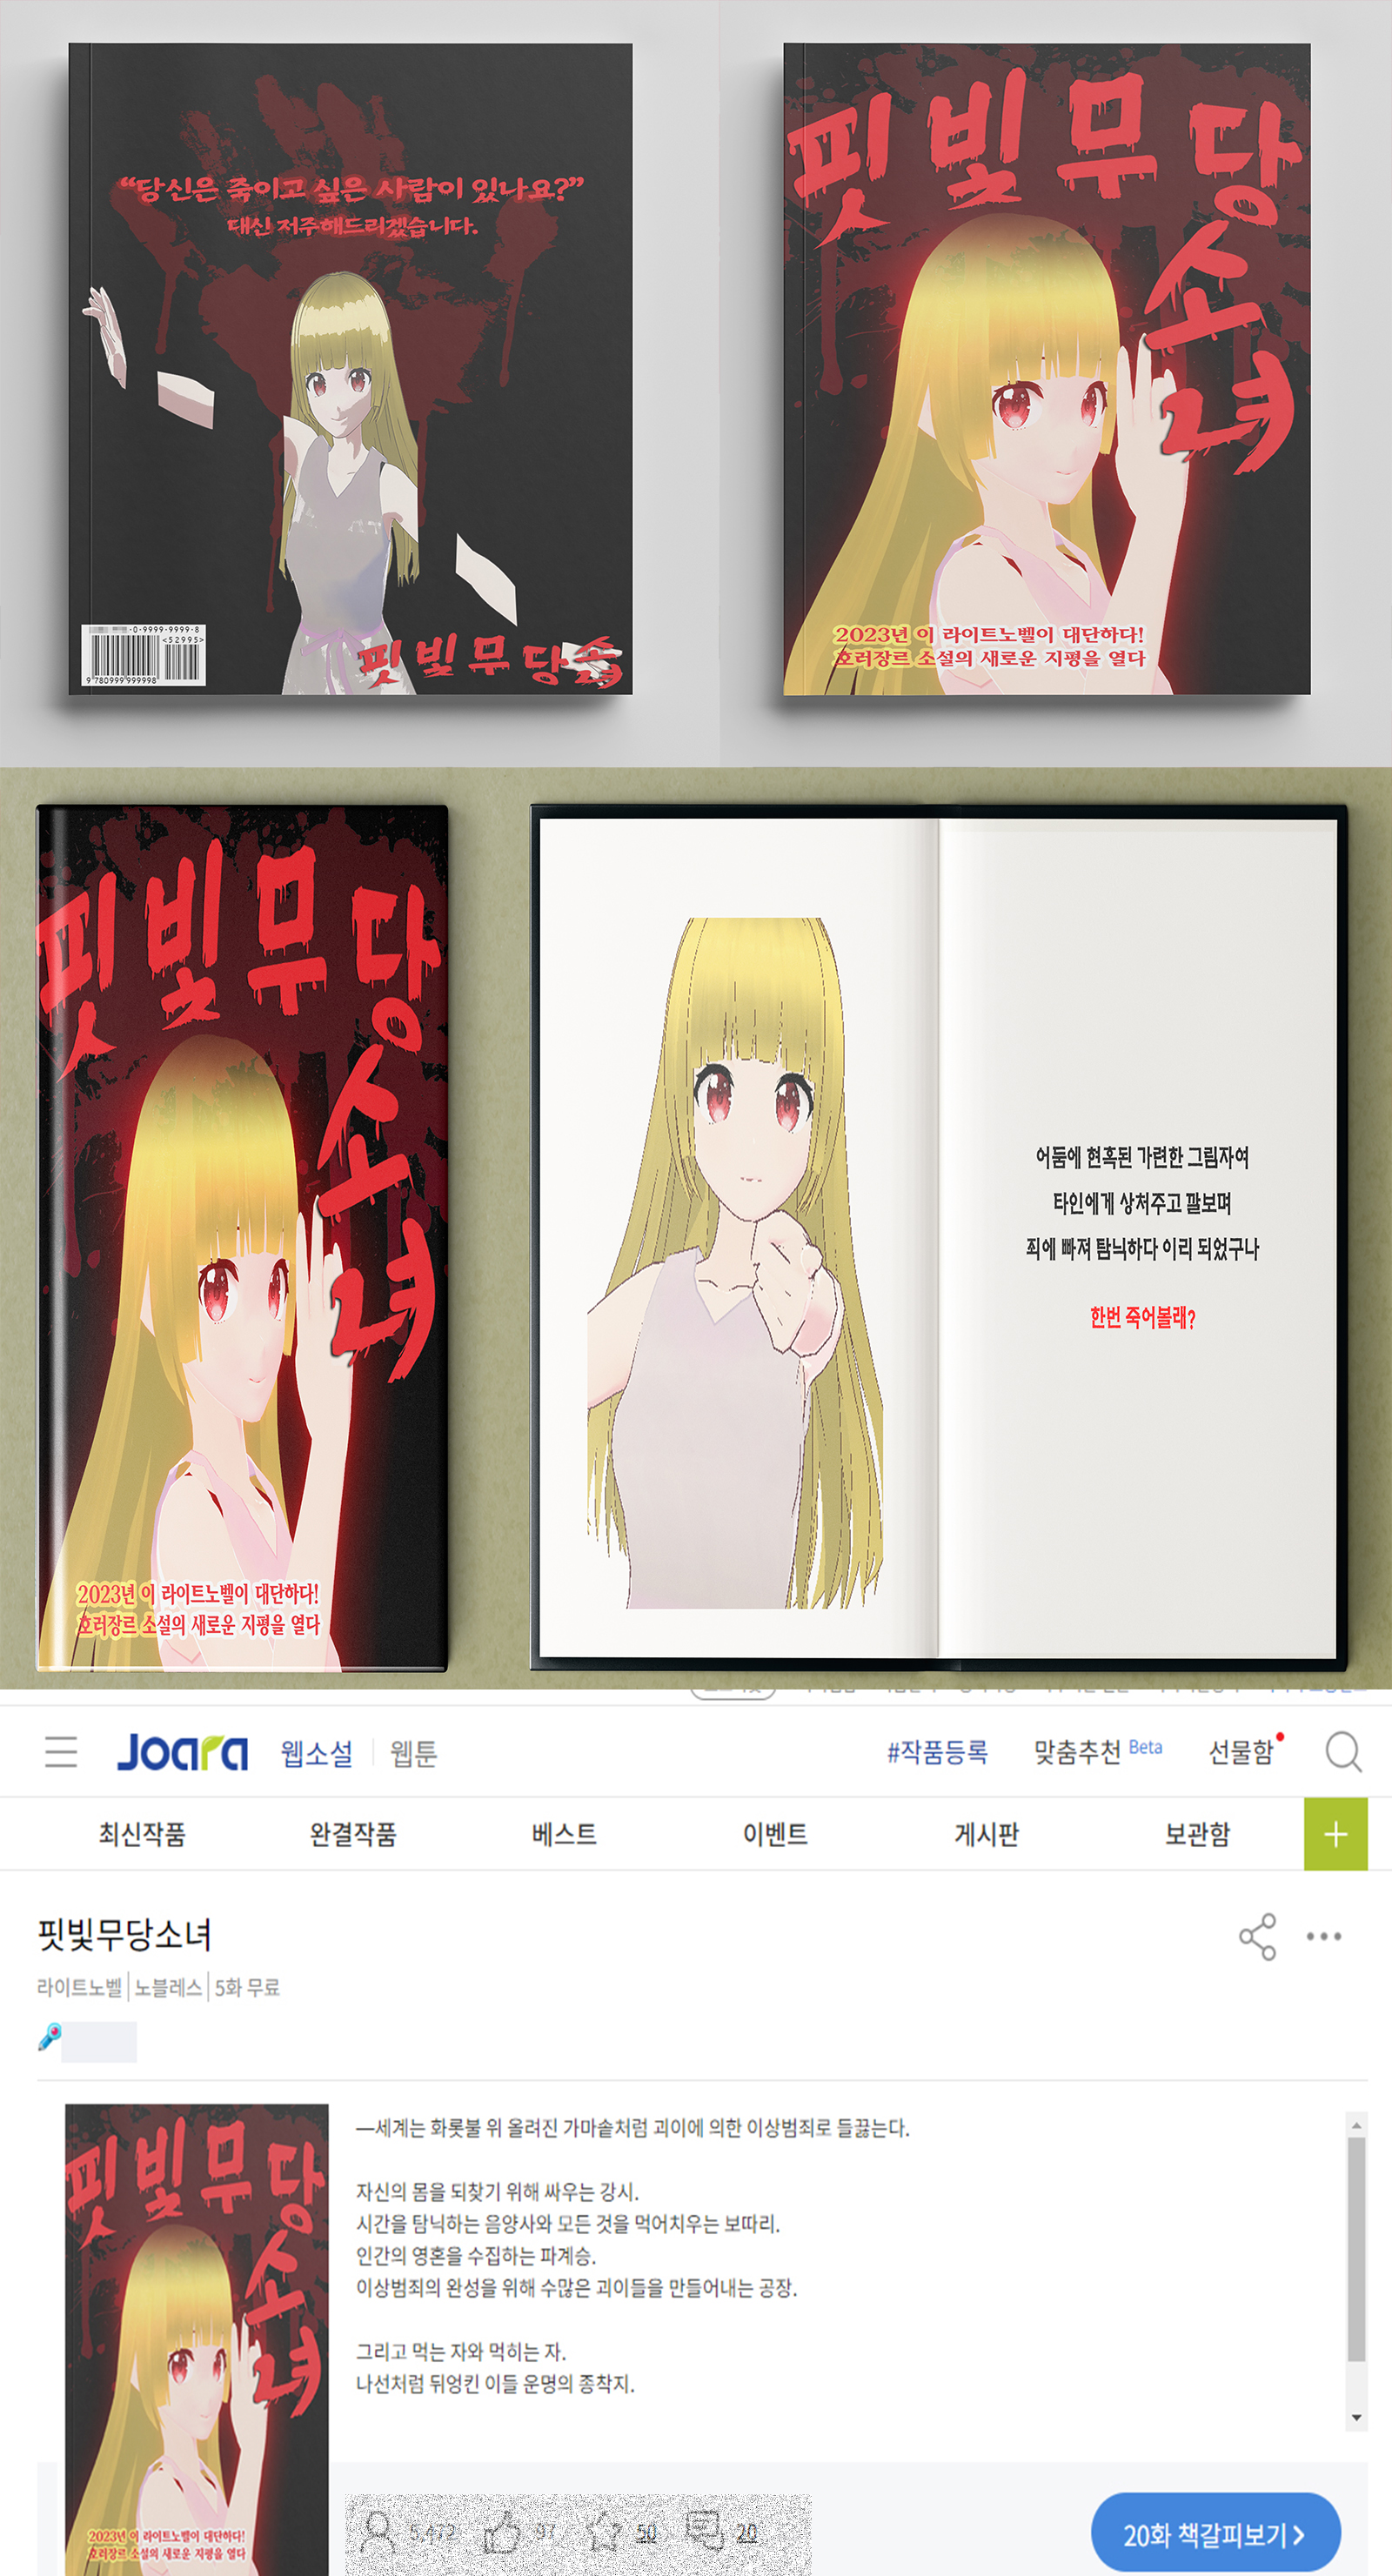 “당신은 죽이고 싶은 사람이 있나요?”
대신 저주해드리겠습니다.
0-9999-9999-8
<52995>
9 780999 999998
핏빛무당소녀
핏빛무당
소
녀
2023년 이 라이트노벨이 대단하다!
호러장르 소설의 새로운 지평을 열다
핏빛무당
소
녀
2023년 이 라이트노벨이 대단하다!
호러장르 소설의 새로운 지평을 열다
어둠에 현혹된 가련한 그림자여
타인에게 상처주고 깔보며
죄에 빠져 탐닉하다 이리 되었구나
한번 죽어볼래?
Joara 웹소설 웹툰 #작품등록 맞춤추천 Beta 선물함
최신작품 완결작품 베스트 이벤트 게시판 보관함
핏빛무당소녀
라이트노벨 노블레스 5화 무료
―세계는 화롯불 위 올려진 가마솥처럼 괴이에 의한 이상범죄로 들끓는다.
자신의 몸을 되찾기 위해 싸우는 강시.
시간을 탐닉하는 음양사와 모든 것을 먹어치우는 보따리.
인간의 영혼을 수집하는 파계승.
이상범죄의 완성을 위해 수많은 괴이들을 만들어내는 공장.
그리고 먹는 자와 먹히는 자.
나선처럼 뒤엉킨 이들 운명의 종착지.
핏빛무당
소
녀
2023년 이 라이트노벨이 대단하다!
호러장르 소설의 새로운 지평을 열다
5,472 97 50 20
20화 책갈피보기